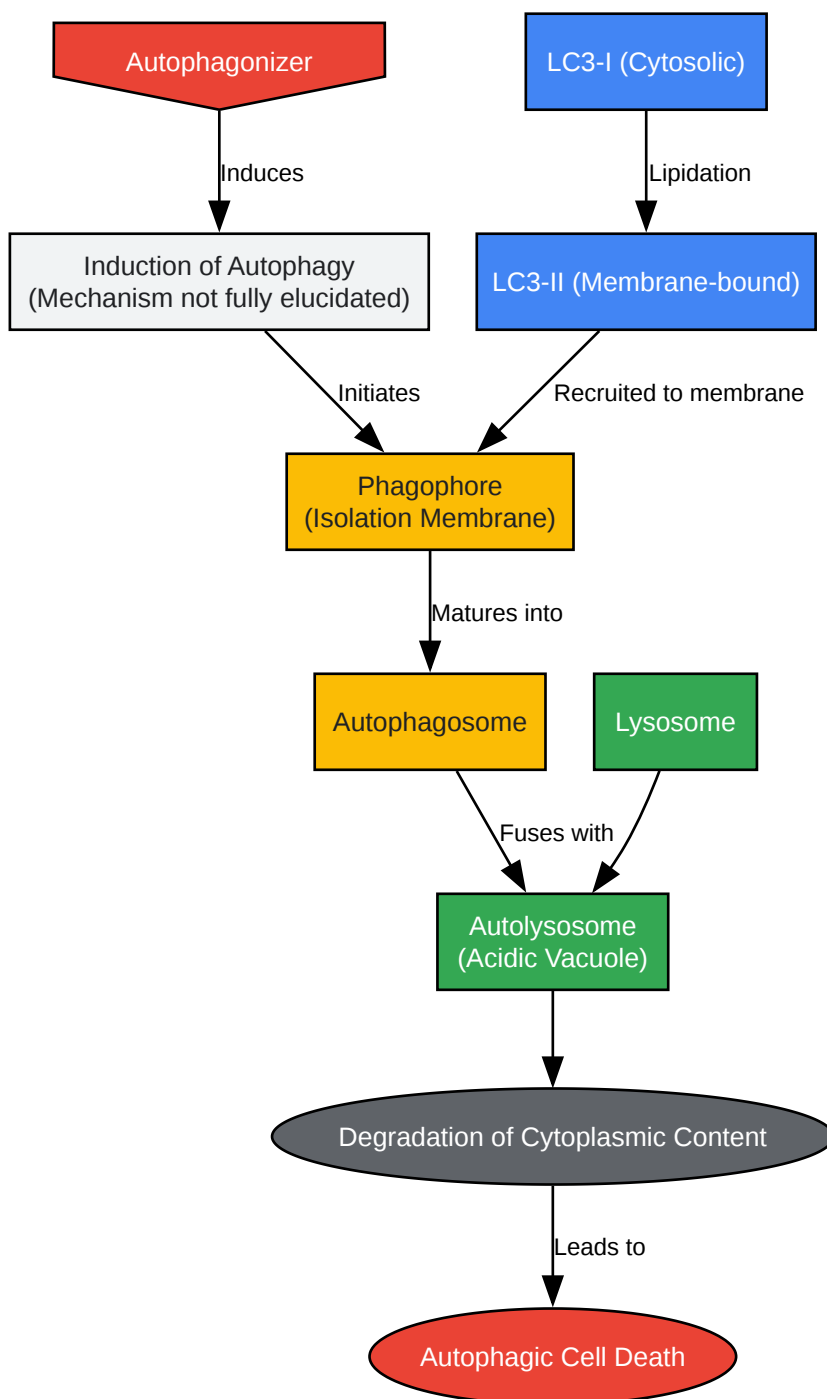 Autophagonizer
LC3-I (Cytosolic)
Induces
Lipidation
Induction of Autophagy
(Mechanism not fully elucidated)
LC3-II (Membrane-bound)
Initiates
Recruited to membrane
Phagophore
(Isolation Membrane)
Matures into
Autophagosome
Lysosome
Fuses with
Autolysosome
(Acidic Vacuole)
Degradation of Cytoplasmic Content
Leads to
Autophagic Cell Death